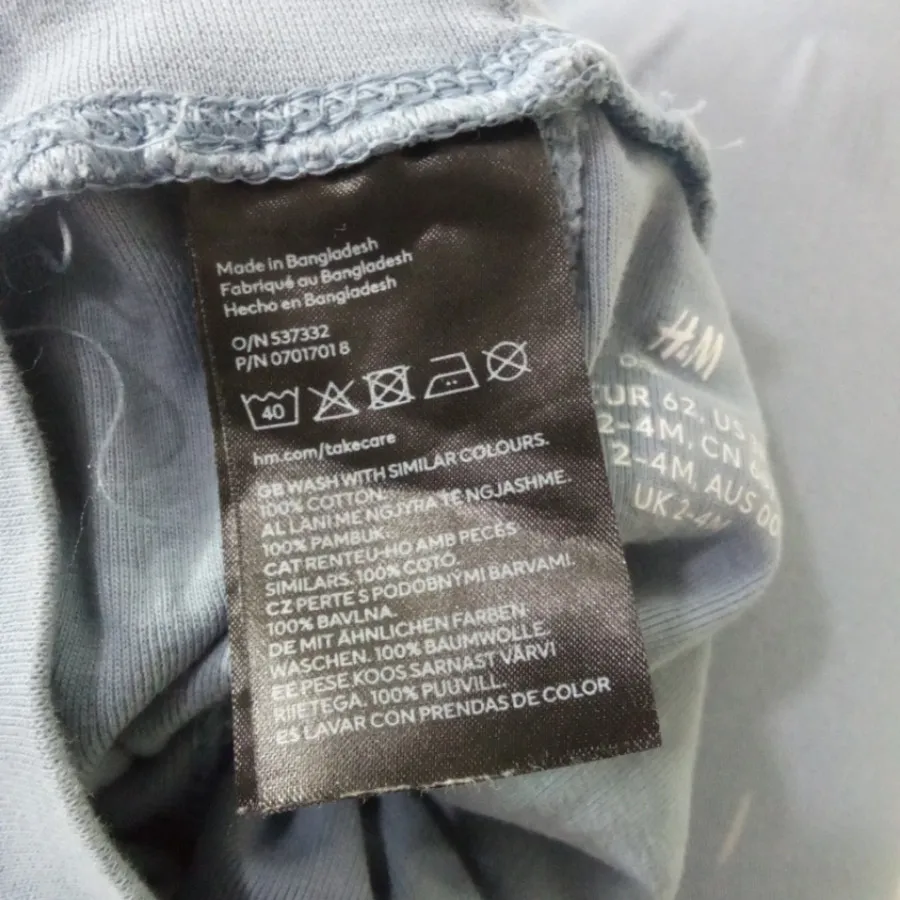 Made in Bangladesh
Fabriqué au Bangladesh
Hecho en Bangladesh
O/N 537332
P/N 0701701 8
40
hm.com/takecare
GB WASH WITH SIMILAR COLOURS.
100% COTTON.
AL LANI ME NGJYRA TË NGJASHME.
100% PAMBUK.
CAT RENTEU-HO AMB PECES
SIMILARS. 100% COTÓ.
CZ PERTE S PODOBNÝMI BARVAMI.
100% BAVLNA.
DE MIT ÄHNLICHEN FARBEN
WASCHEN. 100% BAUMWOLLE.
EE PESE KOOS SARNAST VÄRVI
RIIETEGA. 100% PUUVILL.
ES LAVAR CON PRENDAS DE COLOR
H&M
EUR 62, US
2-4M, CN
2-4M, AUS 00
UK 2-4M